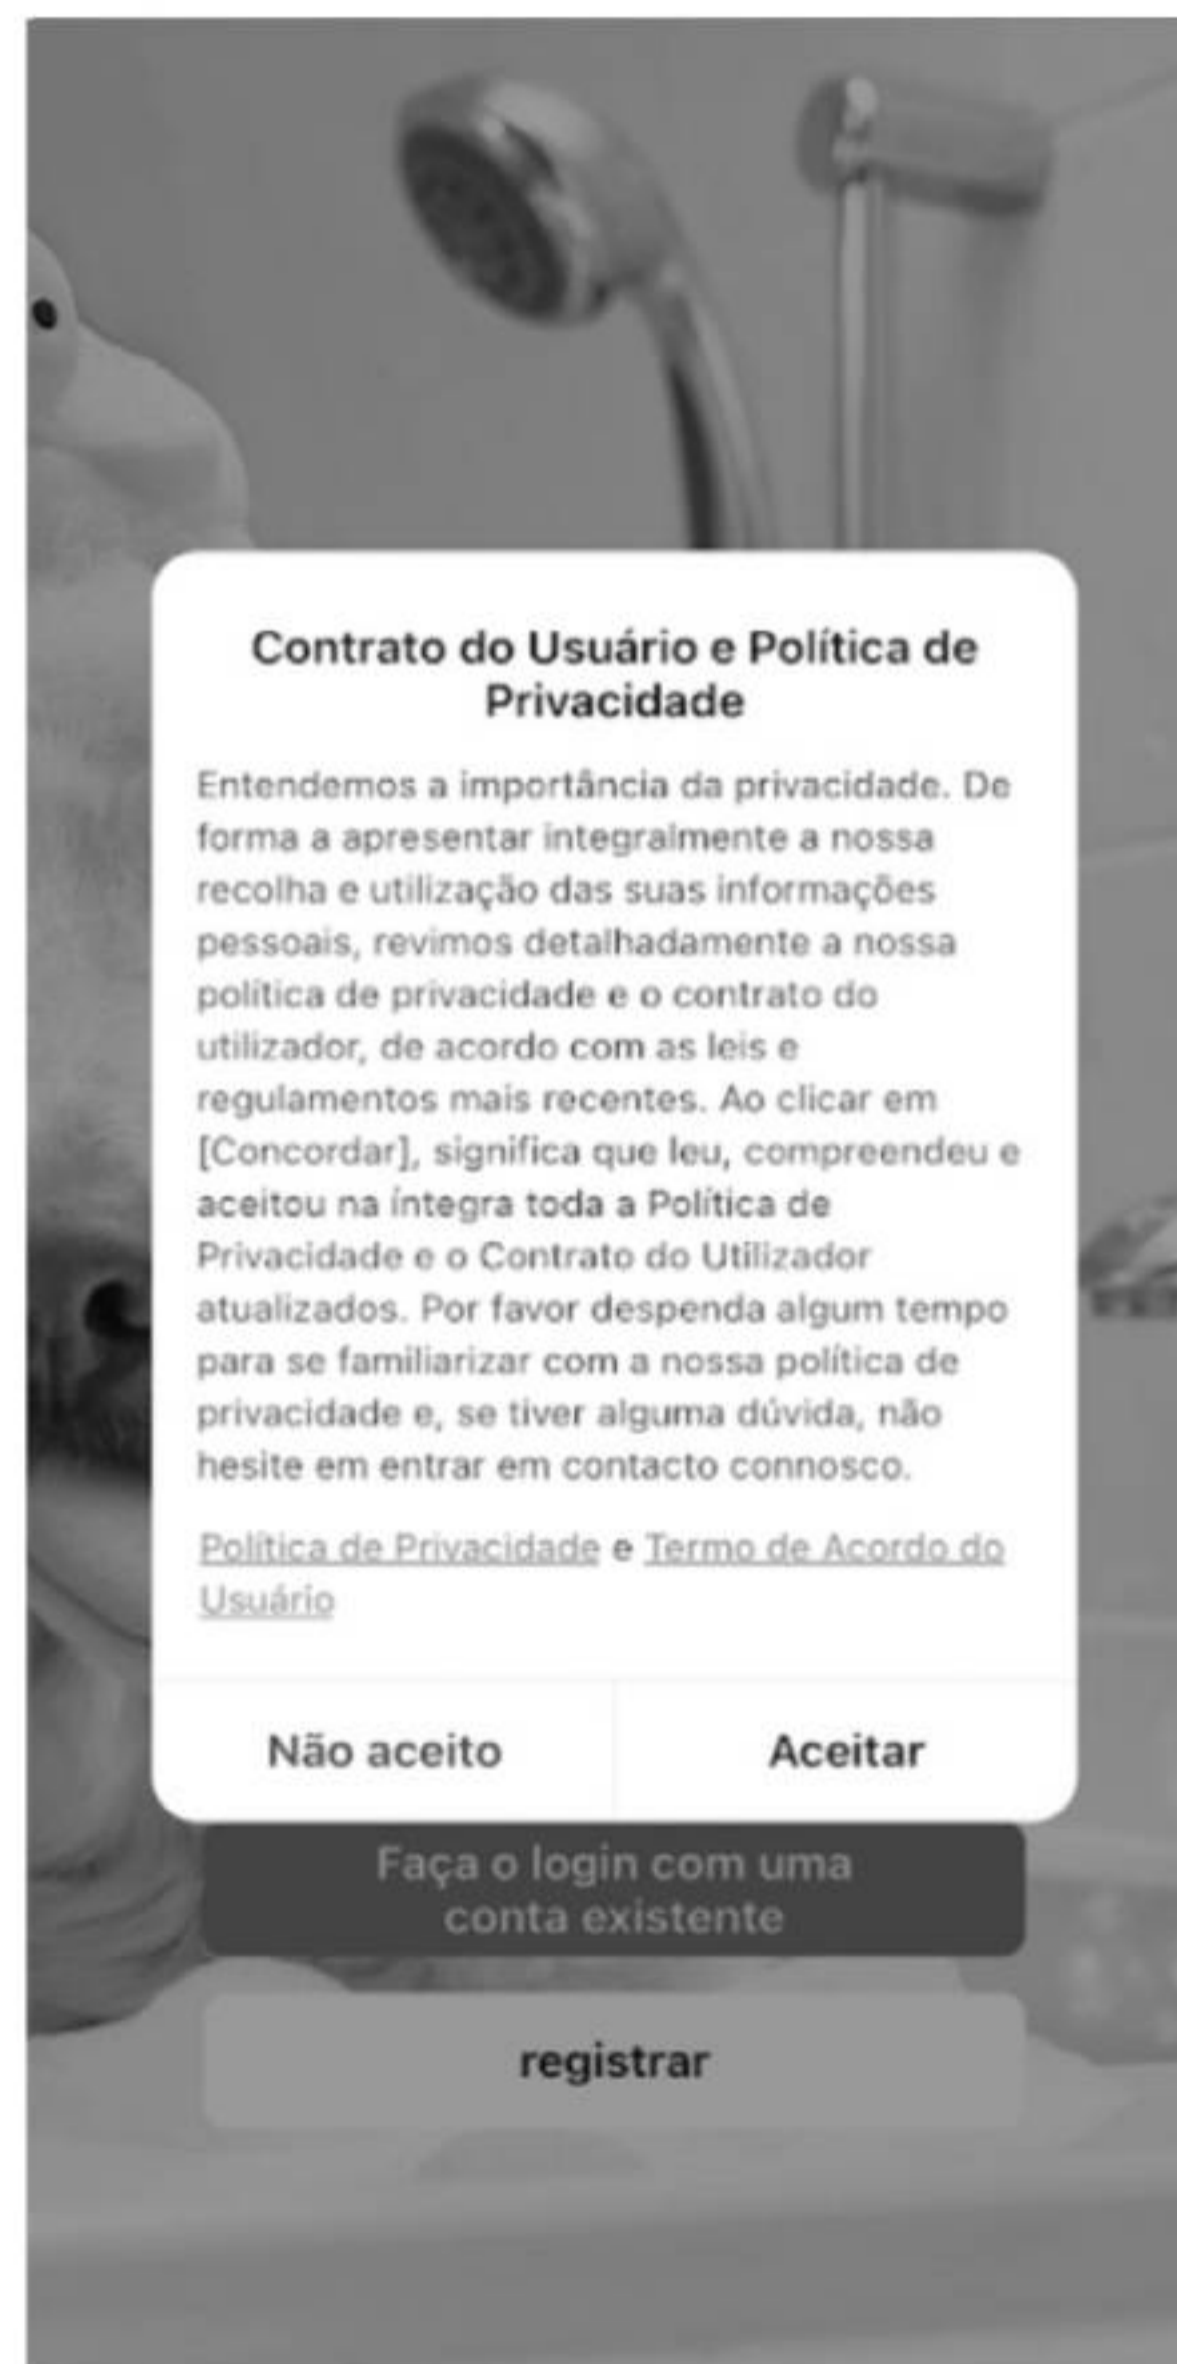 Contrato do Usuário e Política de
Privacidade
Entendemos a importância da privacidade. De
forma a apresentar integralmente a nossa
recolha e utilização das suas informações
pessoais, revimos detalhadamente a nossa
política de privacidade e o contrato do
utilizador, de acordo com as leis e
regulamentos mais recentes. Ao clicar em
[Concordar], significa que leu, compreendeu e
aceitou na íntegra toda a Política de
Privacidade e o Contrato do Utilizador
atualizados. Por favor despenda algum tempo
para se familiarizar com a nossa política de
privacidade e, se tiver alguma dúvida, não
hesite em entrar em contacto connosco.
Política de Privacidade e Termo de Acordo do
Usuário
Não aceito Aceitar
Faça o login com uma
conta existente
registrar